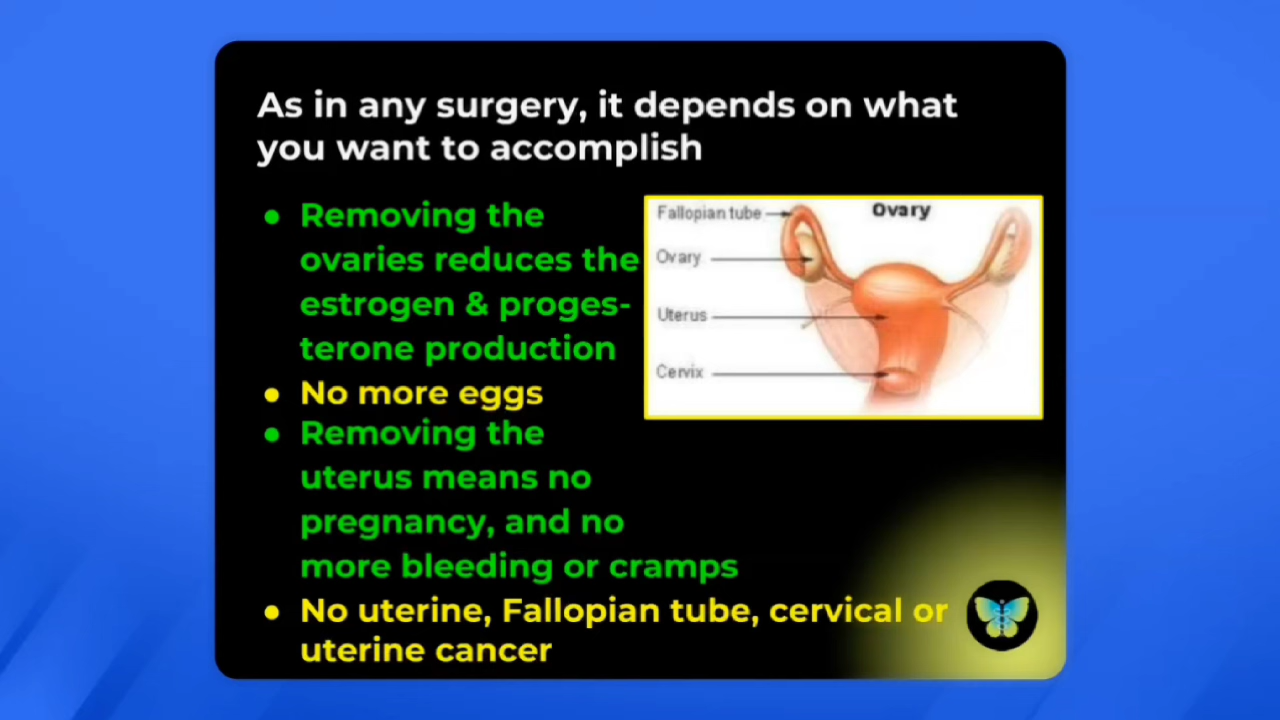 As in any surgery, it depends on what
you want to accomplish
Removing the
ovaries reduces the
estrogen & proges-
terone production
No more eggs
Removing the
uterus means no
pregnancy, and no
more bleeding or cramps
No uterine, Fallopian tube, cervical or
uterine cancer
Ovary
Fallopian tube
Ovary
Uterus
Cervix